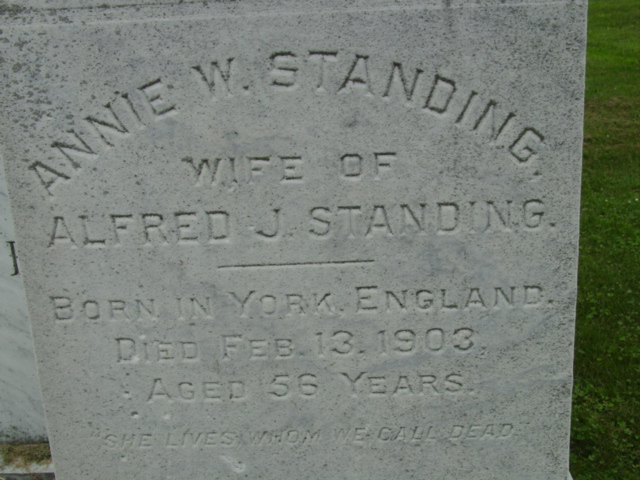 ANNIE W. STANDING.
WIFE OF
ALFRED J. STANDING.
BORN IN YORK, ENGLAND.
DIED FEB. 13, 1903.
AGED 56 YEARS.
"SHE LIVES WHOM WE CALL DEAD."